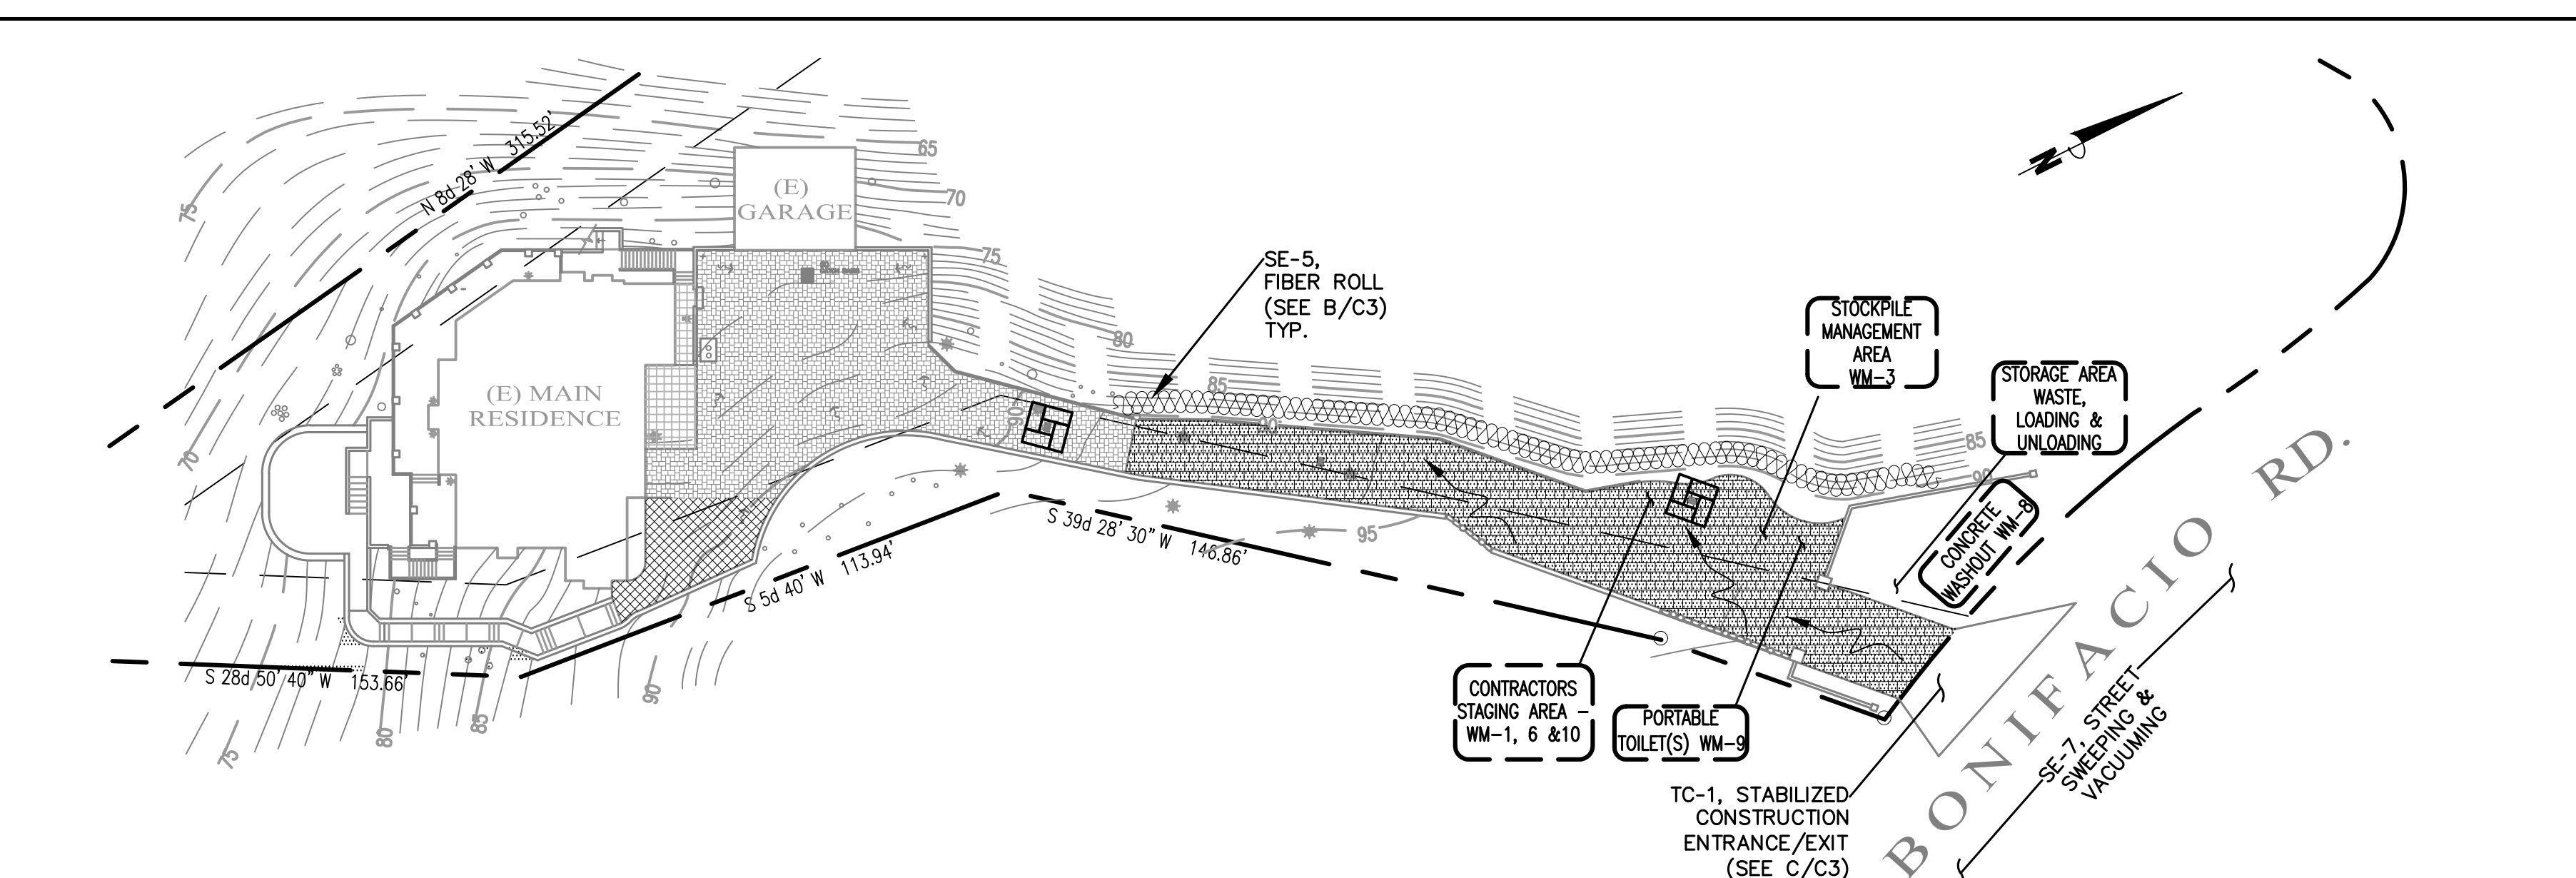 N 8d 28' W 315.52'
65
(E)
GARAGE
70
75
75
SE-5,
FIBER ROLL
(SEE B/C3)
TYP.
N
80
STOCKPILE
MANAGEMENT
AREA
WM-3
85
STORAGE AREA
WASTE,
LOADING &
UNLOADING
(E) MAIN
RESIDENCE
90
90
85
90
70
CONCRETE
WASHOUT WM-8
S 39d 28' 30" W 146.86'
95
S 5d 40' W 113.94'
S 28d 50' 40" W 153.66'
90
85
80
75
CONTRACTORS
STAGING AREA –
WM-1, 6 &10
PORTABLE
TOILET(S) WM-9
TC-1, STABILIZED
CONSTRUCTION
ENTRANCE/EXIT
(SEE C/C3)
BONIFACIO RD.
SE-7, STREET
SWEEPING &
VACUUMING